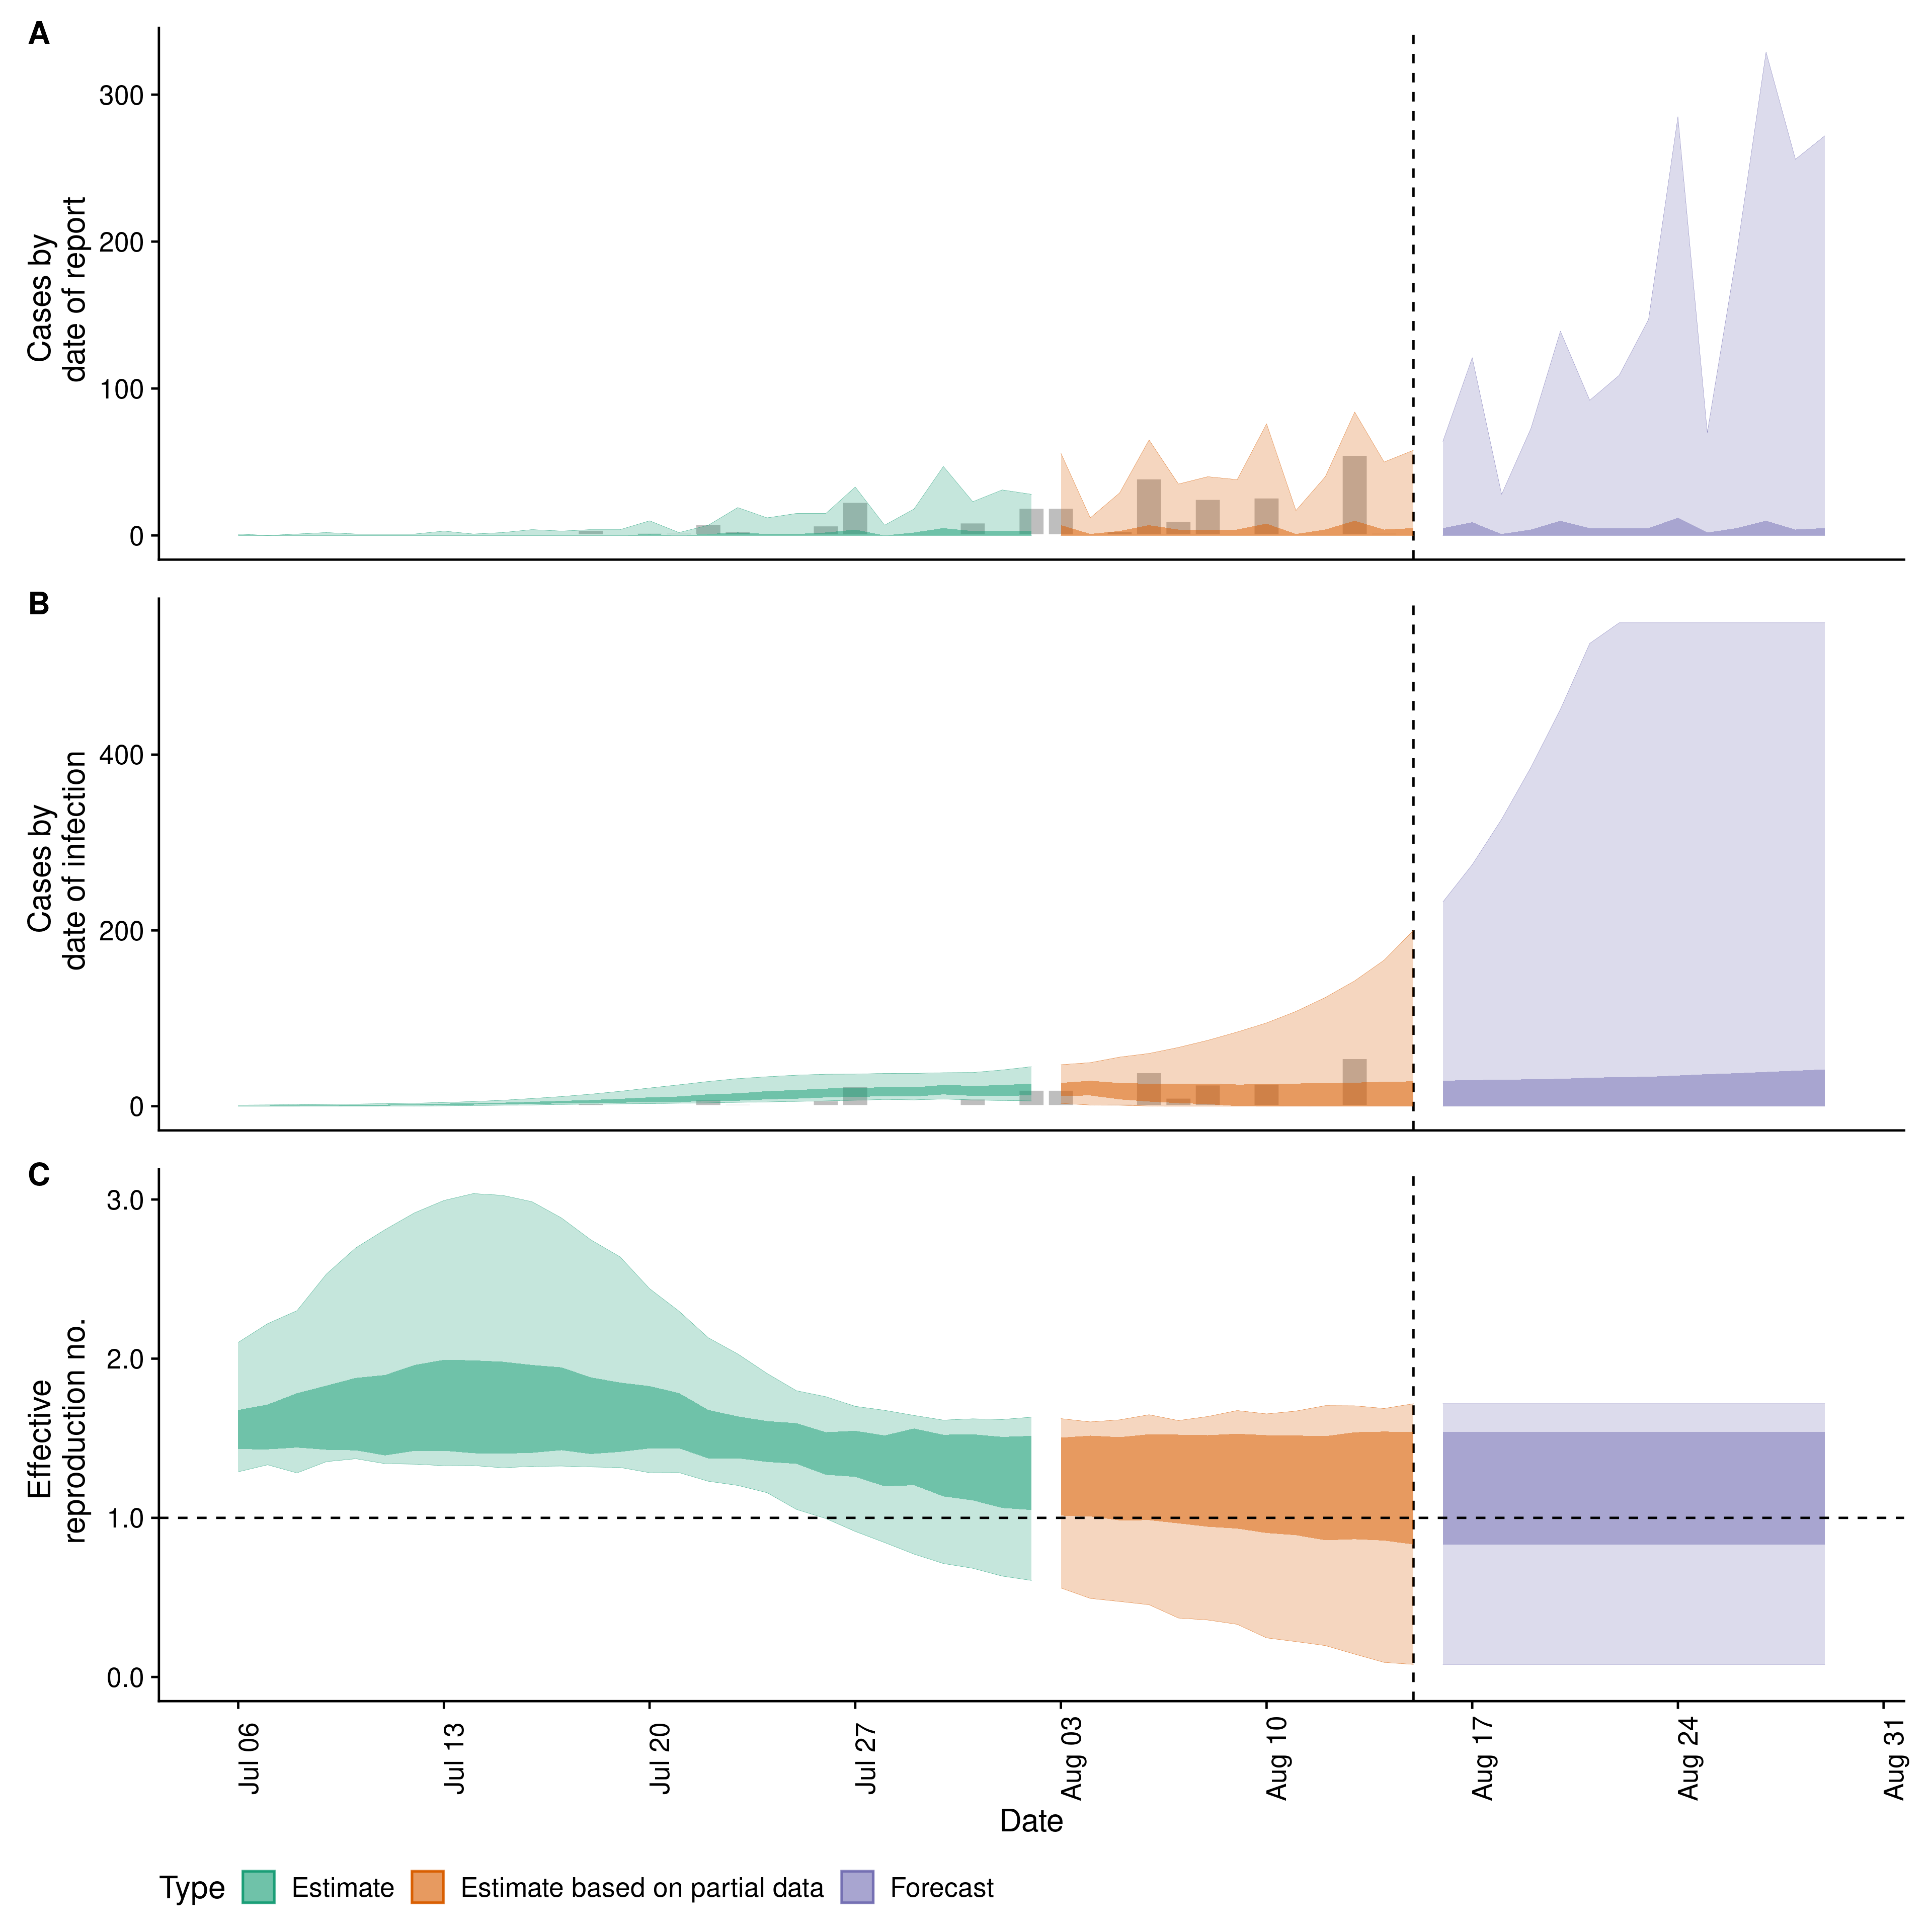 A
300
200
100
0
Cases by
date of report
B
400
200
0
Cases by
date of infection
C
3.0
2.0
1.0
0.0
Effective
reproduction no.
Jul 06
Jul 13
Jul 20
Jul 27
Aug 03
Aug 10
Aug 17
Aug 24
Aug 31
Date
Type Estimate Estimate based on partial data Forecast